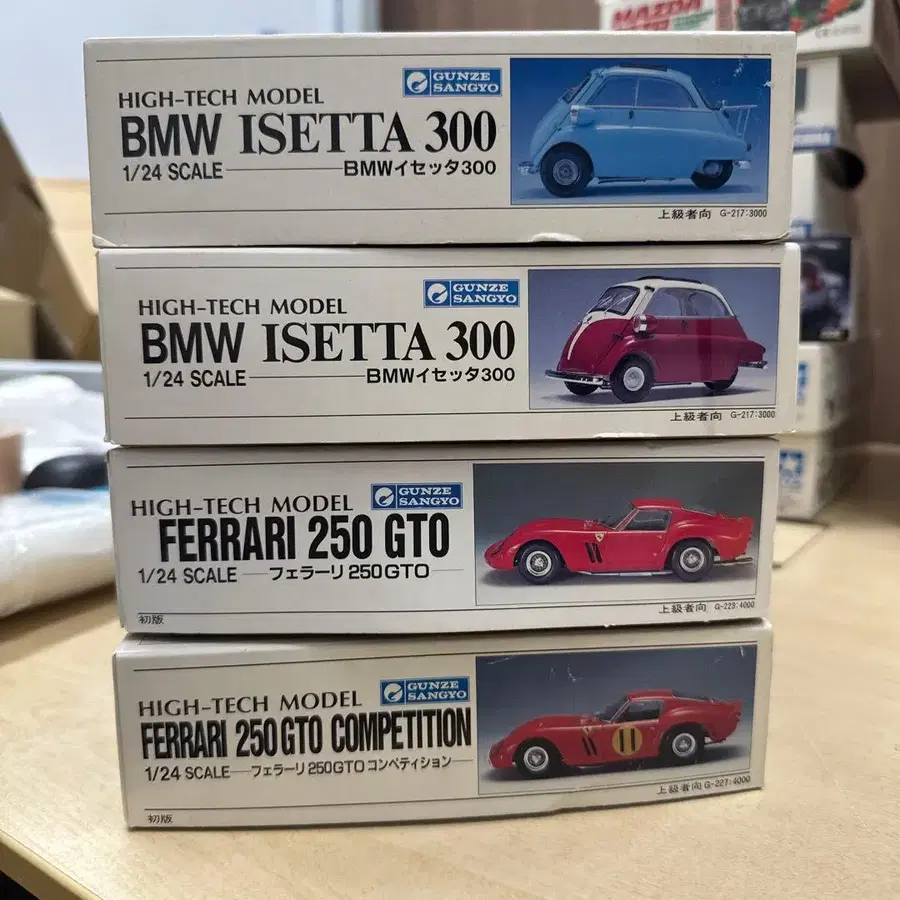 MAZDA
GUNZE
SANGYO
HIGH-TECH MODEL
BMW ISETTA 300
1/24 SCALE BMWイセッタ300
上級者向 G-217:3000
GUNZE
SANGYO
HIGH-TECH MODEL
BMW ISETTA 300
1/24 SCALE BMWイセッタ300
上級者向 G-217:3000
GUNZE
SANGYO
HIGH-TECH MODEL
FERRARI 250 GTO
1/24 SCALE フェラーリ250GTO
上級者向 G-223:4000
初版
GUNZE
SANGYO
HIGH-TECH MODEL
FERRARI 250GTO COMPETITION
1/24 SCALE フェラーリ250GTO コンペティション
11
上級者向 G-227:4000
初版